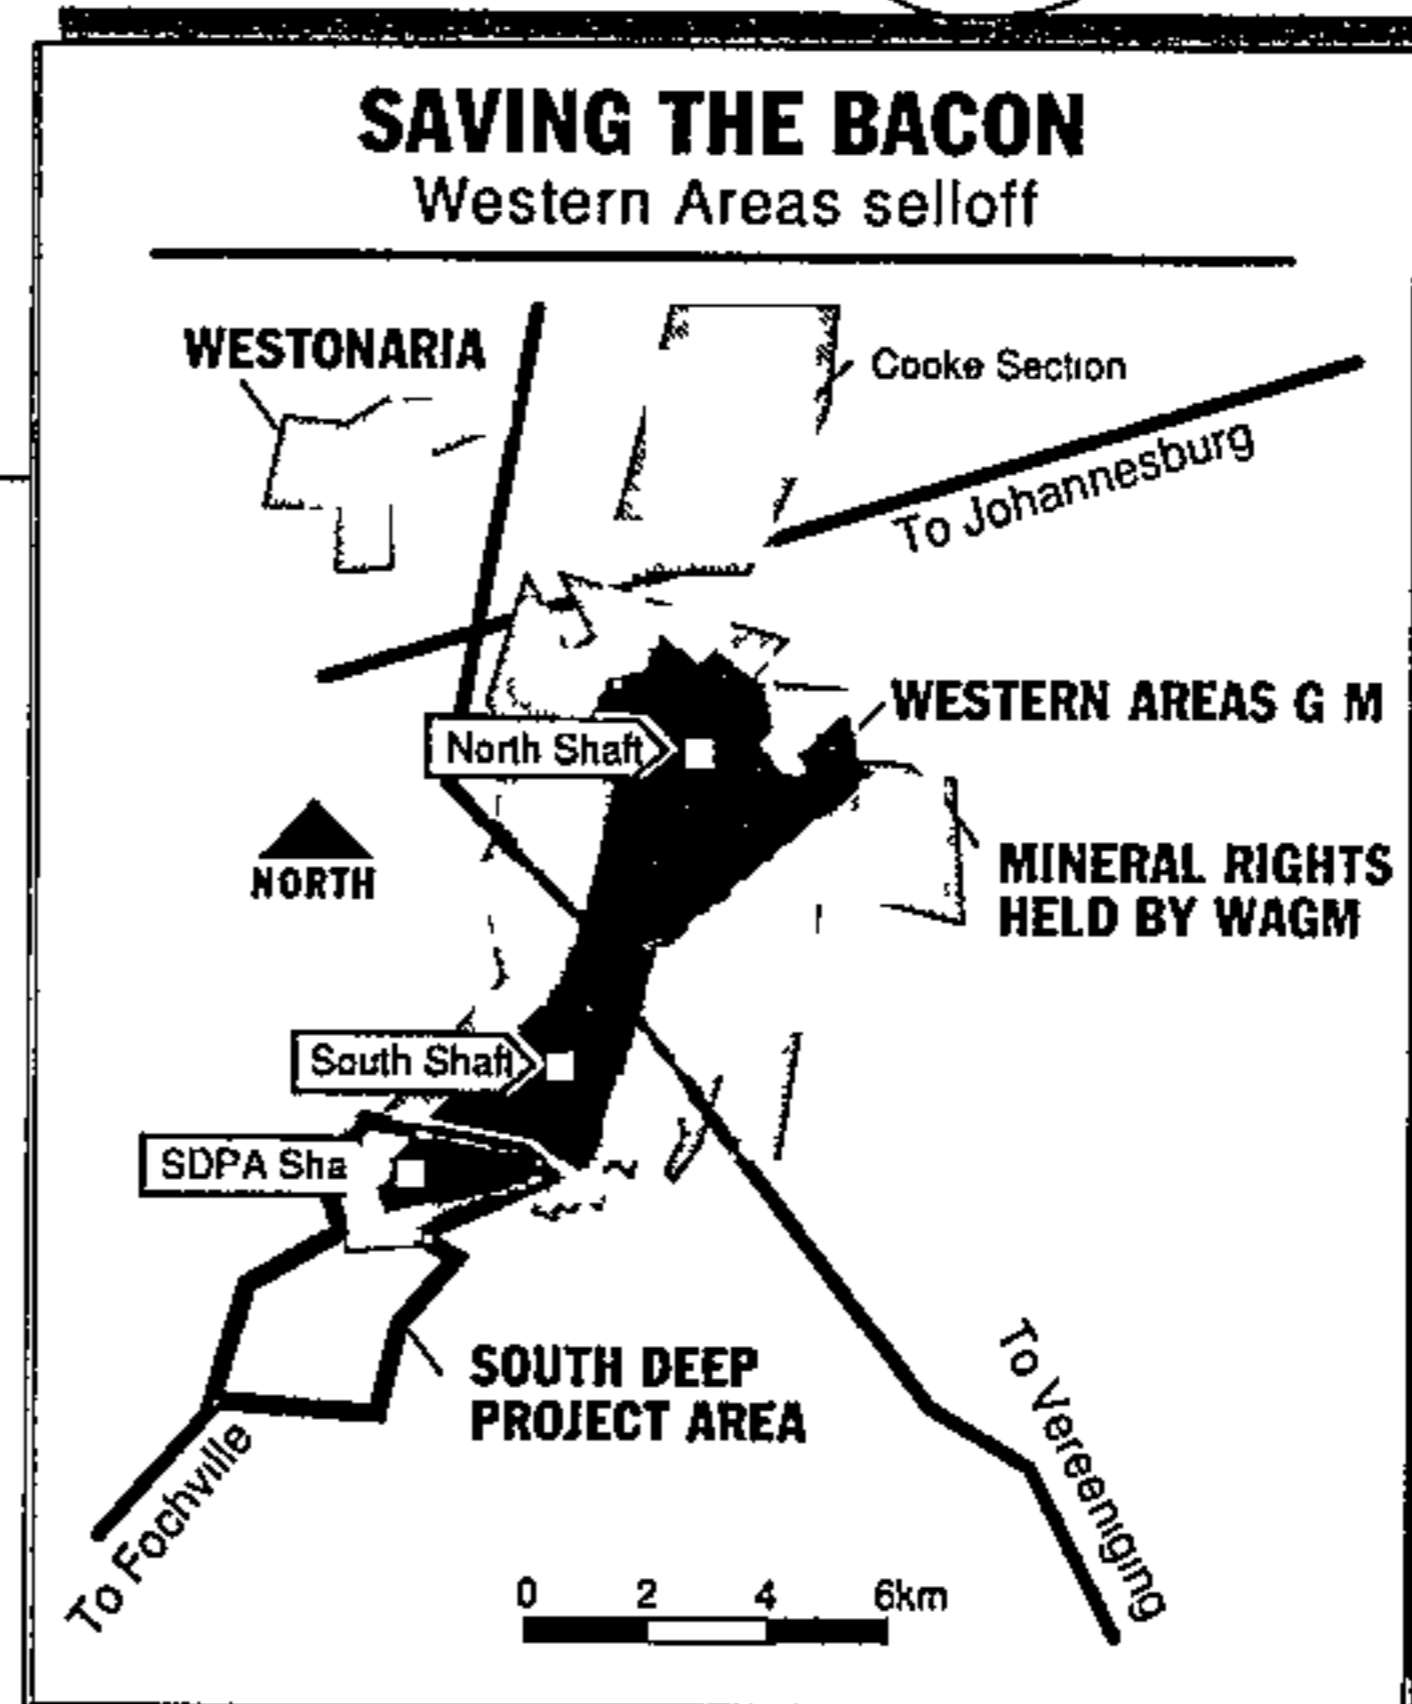 SAVING THE BACON
Western Areas selloff
WESTONARIA
Cooke Section
To Johannesburg
WESTERN AREAS G M
North Shaft
NORTH
MINERAL RIGHTS
HELD BY WAGM
South Shaft
SDPA Sha
SOUTH DEEP
PROJECT AREA
To Vereeniging
To Fochville
0 2 4 6km